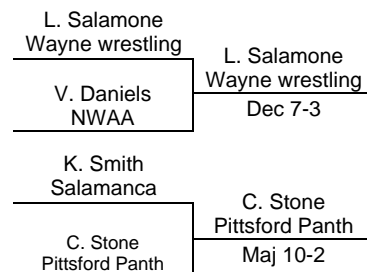 L. Salamone
Wayne wrestling
V. Daniels
NWAA
L. Salamone
Wayne wrestling
Dec 7-3
K. Smith
Salamanca
C. Stone
Pittsford Panth
C. Stone
Pittsford Panth
Maj 10-2